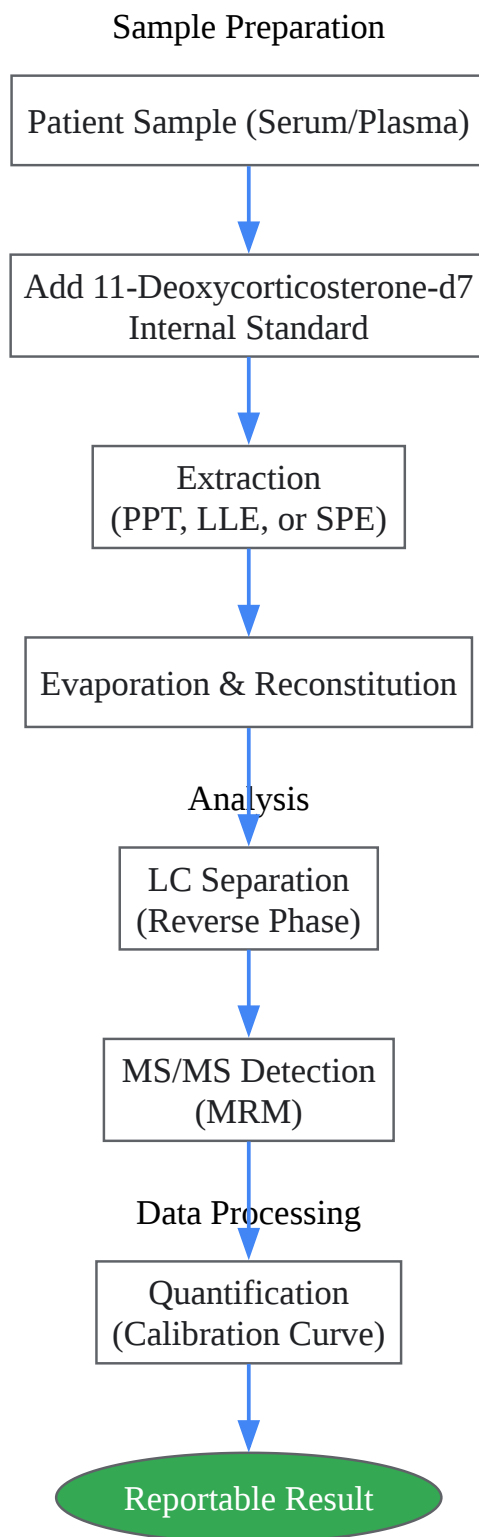 Sample Preparation
Patient Sample (Serum/Plasma)
Add 11-Deoxycorticosterone-d7
Internal Standard
Extraction
(PPT, LLE, or SPE)
Evaporation & Reconstitution
Analysis
LC Separation
(Reverse Phase)
MS/MS Detection
(MRM)
Data Processing
Quantification
(Calibration Curve)
Reportable Result